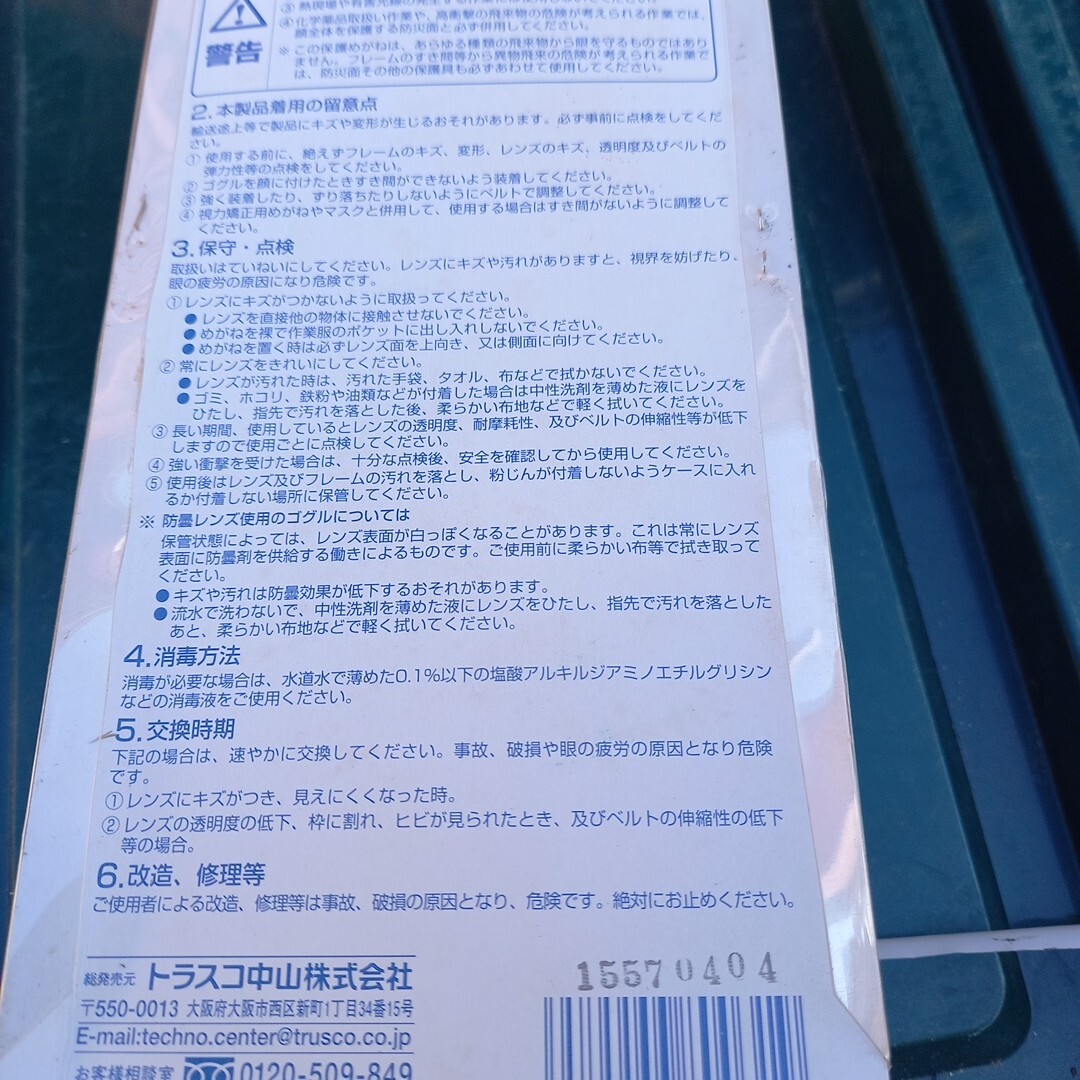 ③ 熱現場や有害光線の発生する作業には使用しないでください。
④ 化学薬品取扱い作業や、高衝撃の飛来物の危険が考えられる作業では、
顔全体を保護する防災面と必ず併用してください。
警告
※ この保護めがねは、あらゆる種類の飛来物から眼を守るものではあり
ません。フレームのすき間等から異物飛来の危険が考えられる作業で
は、防災面その他の保護具も必ずあわせて使用してください。
2.本製品着用の留意点
輸送途上等で製品にキズや変形が生じるおそれがあります。必ず事前に点検をしてくだ
さい。
① 使用する前に、絶えずフレームのキズ、変形、レンズのキズ、透明度及びベルトの
弾力性等の点検をしてください。
② ゴグルを顔に付けたときすき間ができないよう装着してください。
③ 強く装着したり、ずり落ちたりしないようにベルトで調整してください。
④ 視力矯正用めがねやマスクと併用して、使用する場合はすき間がないように調整して
ください。
3.保守・点検
取扱いはていねいにしてください。レンズにキズや汚れがありますと、視界を妨げたり、
眼の疲労の原因になり危険です。
①レンズにキズがつかないように取扱ってください。
● レンズを直接他の物体に接触させないでください。
● めがねを裸で作業服のポケットに出し入れしないでください。
● めがねを置く時は必ずレンズ面を上向き、又は側面に向けてください。
② 常にレンズをきれいにしてください。
● レンズが汚れた時は、汚れた手袋、タオル、布などで拭かないでください。
● ゴミ、ホコリ、鉄粉や油類などが付着した場合は中性洗剤を薄めた液にレンズを
ひたし、指先で汚れを落とした後、柔らかい布地などで軽く拭いてください。
③ 長い期間、使用しているとレンズの透明度、耐摩耗性、及びベルトの伸縮性等が低下
しますので使用ごとに点検してください。
④ 強い衝撃を受けた場合は、十分な点検後、安全を確認してから使用してください。
⑤ 使用後はレンズ及びフレームの汚れを落とし、粉じんが付着しないようケースに入れ
るか付着しない場所に保管してください。
※ 防曇レンズ使用のゴグルについては
保管状態によっては、レンズ表面が白っぽくなることがあります。これは常にレンズ
表面に防曇剤を供給する働きによるものです。ご使用前に柔らかい布等で拭き取って
ください。
● キズや汚れは防曇効果が低下するおそれがあります。
● 流水で洗わないで、中性洗剤を薄めた液にレンズをひたし、指先で汚れを落とした
あと、柔らかい布地などで軽く拭いてください。
4.消毒方法
消毒が必要な場合は、水道水で薄めた0.1%以下の塩酸アルキルジアミノエチルグリシン
などの消毒液をご使用ください。
5.交換時期
下記の場合は、速やかに交換してください。事故、破損や眼の疲労の原因となり危険
です。
①レンズにキズがつき、見えにくくなった時。
② レンズの透明度の低下、枠に割れ、ヒビが見られたとき、及びベルトの伸縮性の低下
等の場合。
6.改造、修理等
ご使用者による改造、修理等は事故、破損の原因となり、危険です。絶対にお止めください。
総発売元 トラスコ中山株式会社
〒550-0013 大阪府大阪市西区新町1丁目34番15号
E-mail:techno.center@trusco.co.jp
お客様相談室 0120-509-849
15570404